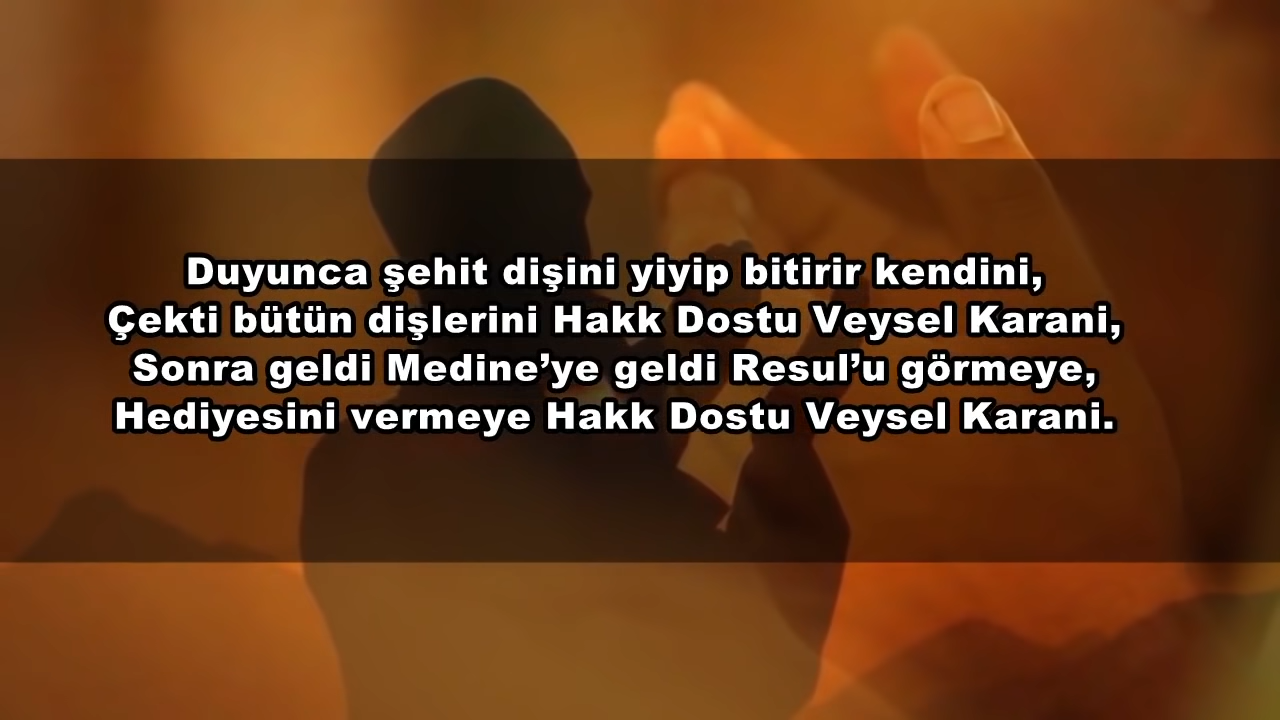 Duyunca şehit dişini yiyip bitirir kendini,
Çekti bütün dişlerini Hakk Dostu Veysel Karani,
Sonra geldi Medine’ye geldi Resul’u görmeye,
Hediyesini vermeye Hakk Dostu Veysel Karani.